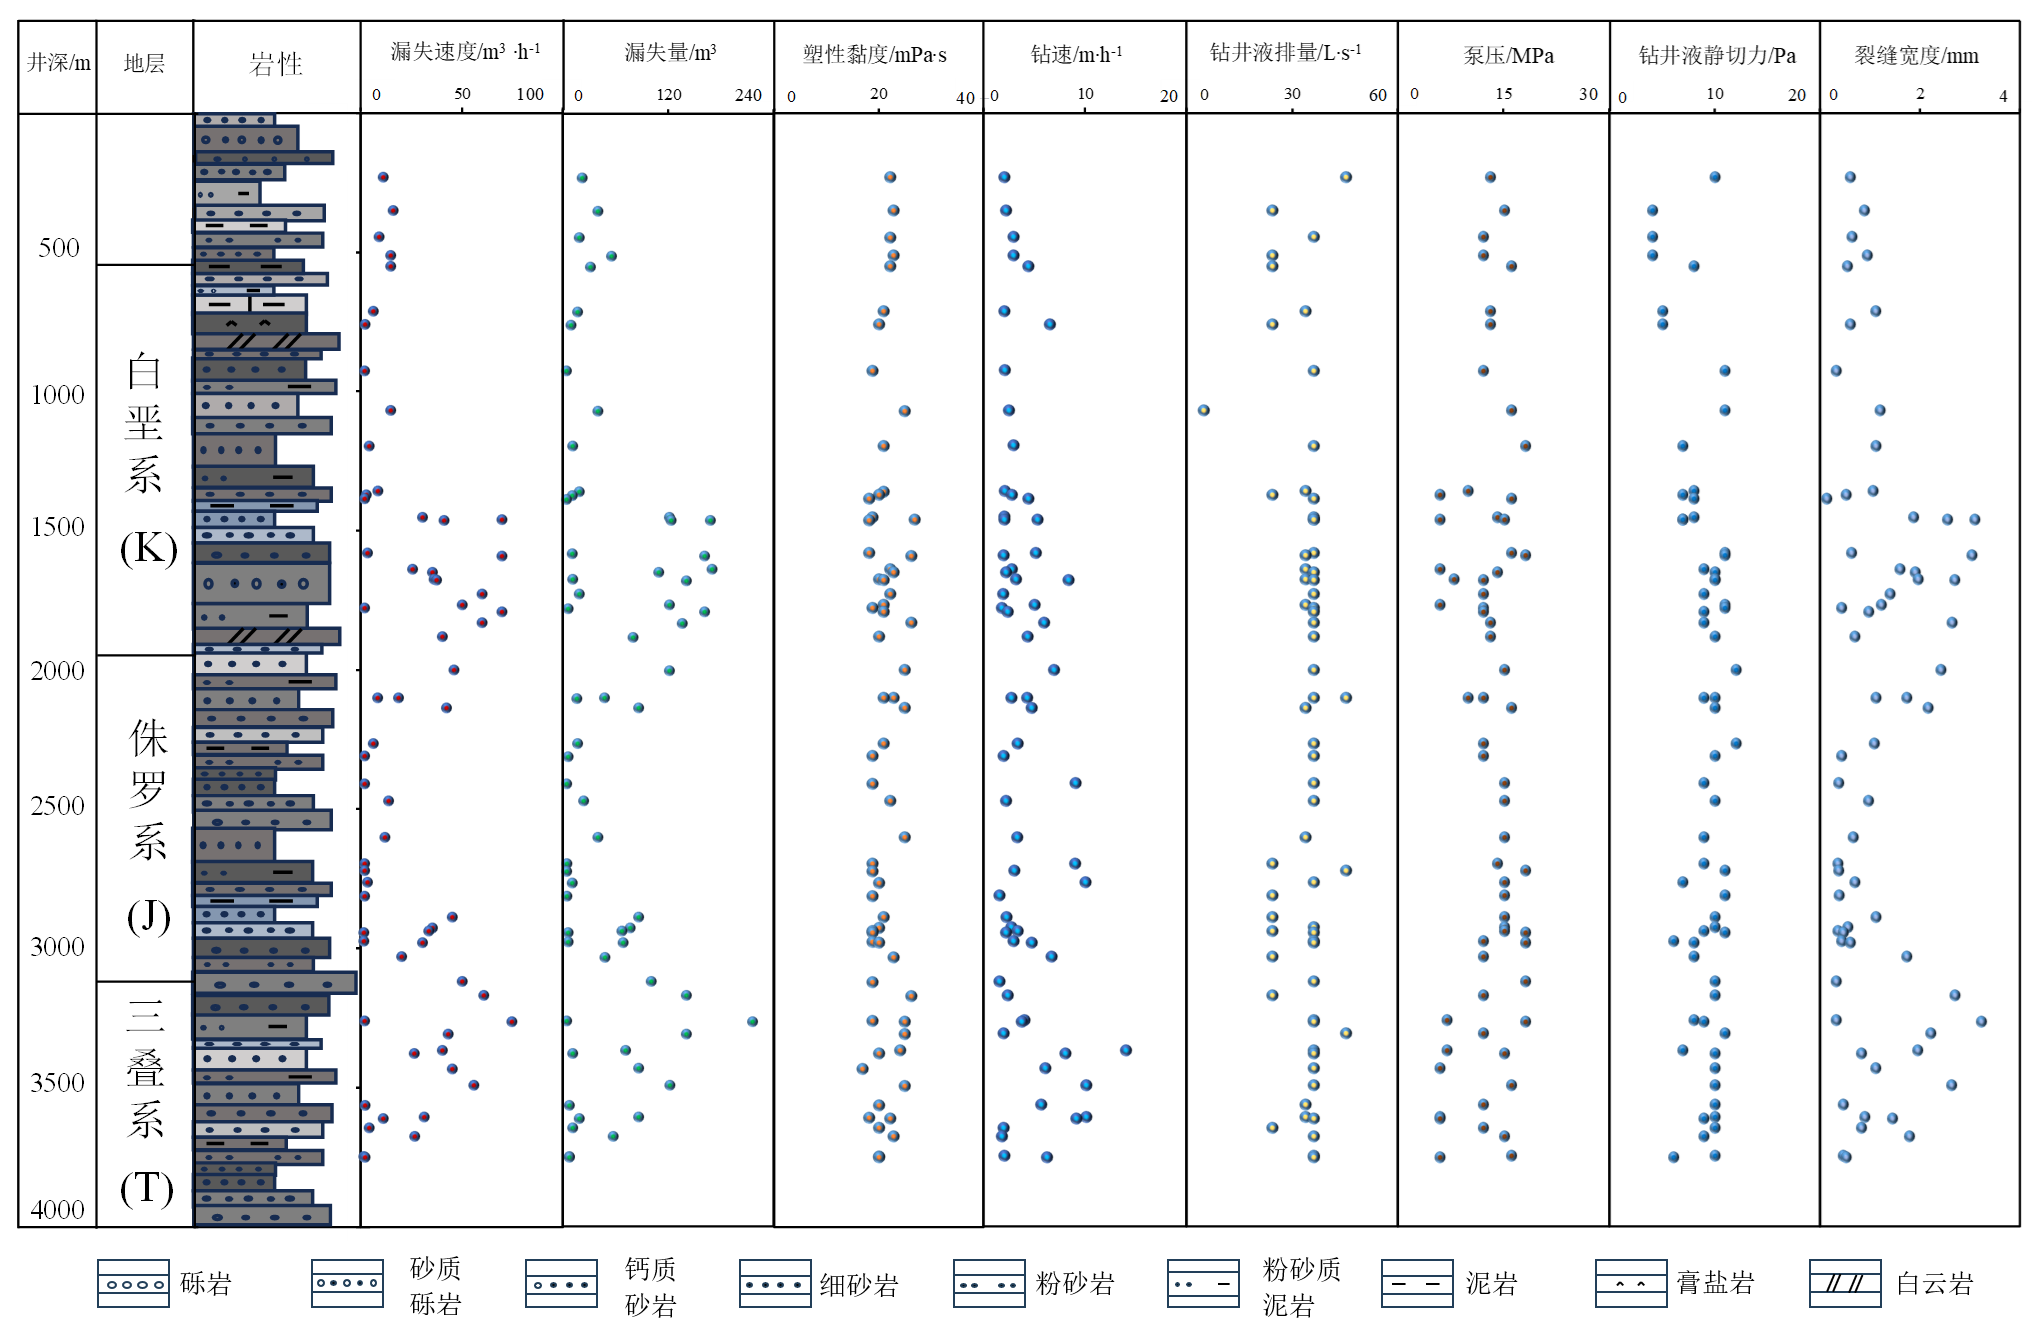 井深/m 地层 岩性 漏失速度/m³ ·h⁻¹ 漏失量/m³ 塑性黏度/mPa·s 钻速/m·h⁻¹ 钻井液排量/L·s⁻¹ 泵压/MPa 钻井液静切力/Pa 裂缝宽度/mm
0 50 100 0 120 240 0 20 40 0 10 20 0 30 60 0 15 30 0 10 20 0 2 4
500
1000
1500
2000
2500
3000
3500
4000
白
垩
系
(K)
侏
罗
系
(J)
三
叠
系
(T)
砾岩
砂质
砾岩
钙质
砂岩
细砂岩
粉砂岩
粉砂质
泥岩
泥岩
膏盐岩
白云岩